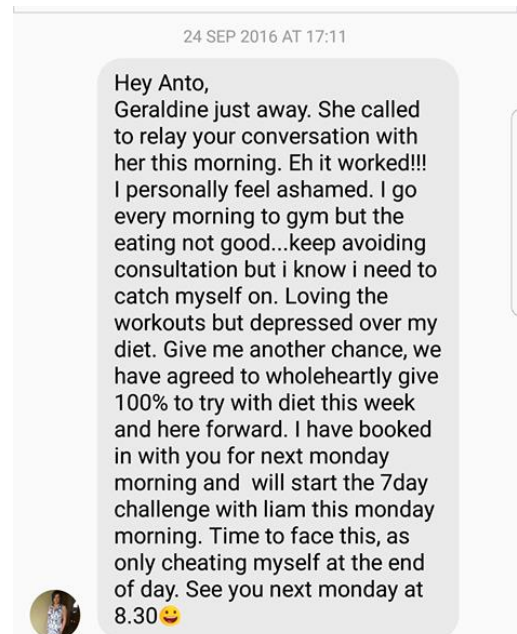 24 SEP 2016 AT 17:11
Hey Anto,
Geraldine just away. She called
to relay your conversation with
her this morning. Eh it worked!!!
I personally feel ashamed. I go
every morning to gym but the
eating not good...keep avoiding
consultation but i know i need to
catch myself on. Loving the
workouts but depressed over my
diet. Give me another chance, we
have agreed to wholeheartly give
100% to try with diet this week
and here forward. I have booked
in with you for next monday
morning and  will start the 7day
challenge with liam this monday
morning. Time to face this, as
only cheating myself at the end
of day. See you next monday at
8.30😀